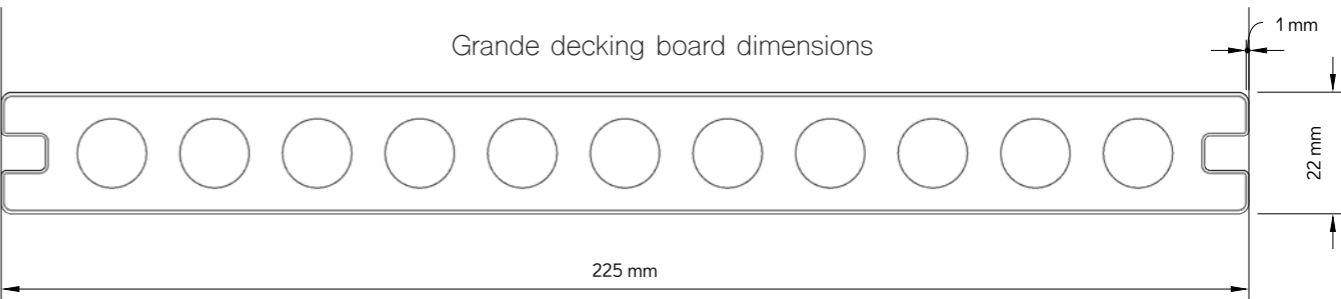 Grande decking board dimensions
1 mm
22 mm
225 mm